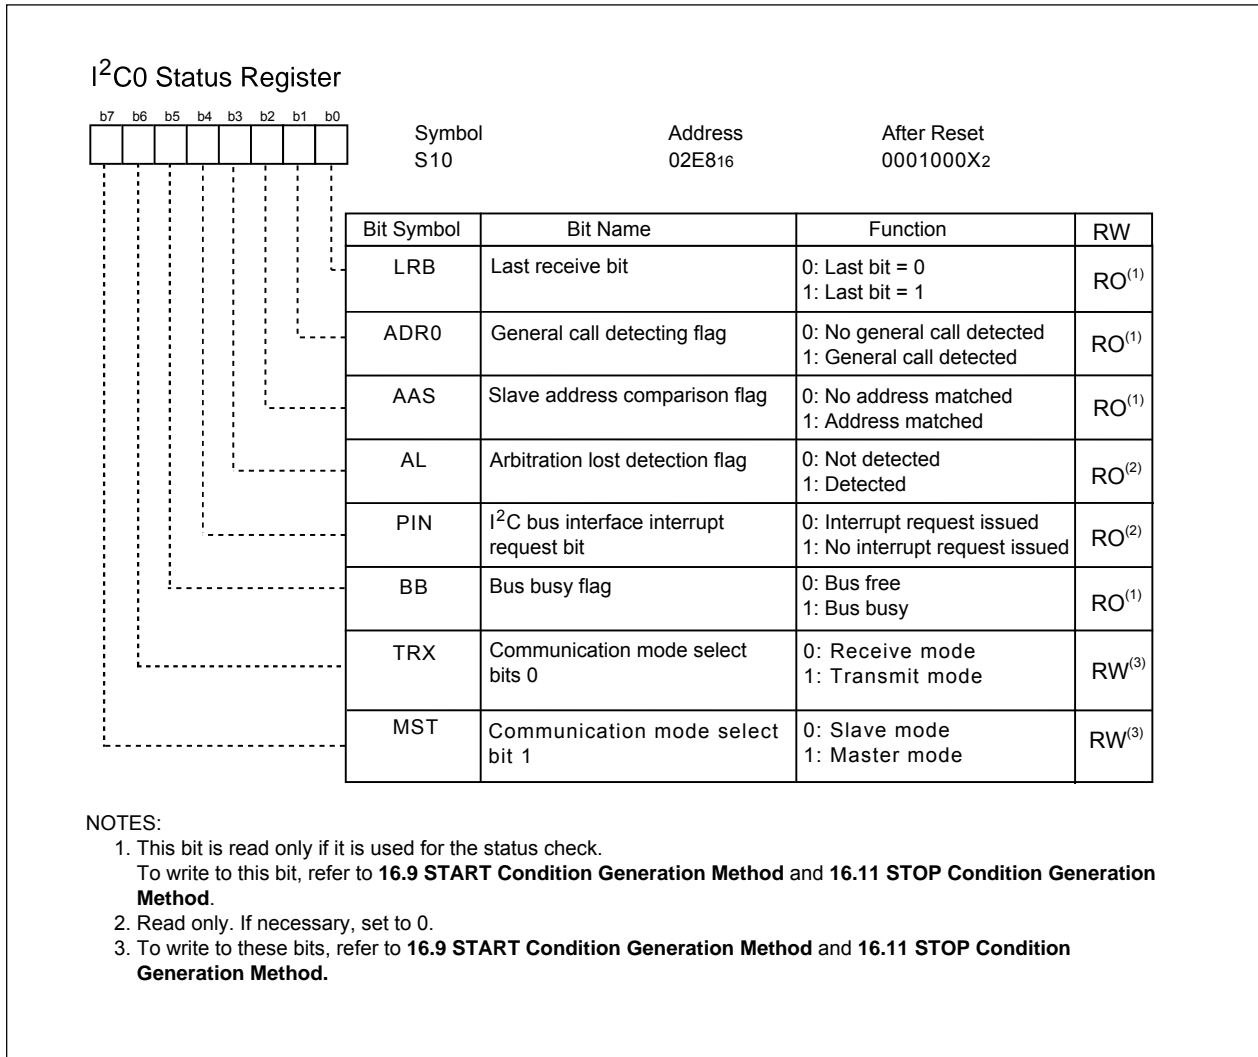 I²C0 Status Register
b7 b6 b5 b4 b3 b2 b1 b0
Symbol Address After Reset
S10 02E816 0001000X2
Bit Symbol Bit Name Function RW
LRB Last receive bit 0: Last bit = 0
1: Last bit = 1 RO(1)
ADR0 General call detecting flag 0: No general call detected
1: General call detected RO(1)
AAS Slave address comparison flag 0: No address matched
1: Address matched RO(1)
AL Arbitration lost detection flag 0: Not detected
1: Detected RO(2)
PIN I²C bus interface interrupt 0: Interrupt request issued
request bit 1: No interrupt request issued RO(2)
BB Bus busy flag 0: Bus free
1: Bus busy RO(1)
TRX Communication mode select 0: Receive mode
bits 0 1: Transmit mode RW(3)
MST Communication mode select 0: Slave mode
bit 1 1: Master mode RW(3)
NOTES:
1. This bit is read only if it is used for the status check.
To write to this bit, refer to 16.9 START Condition Generation Method and 16.11 STOP Condition Generation
Method.
2. Read only. If necessary, set to 0.
3. To write to these bits, refer to 16.9 START Condition Generation Method and 16.11 STOP Condition
Generation Method.